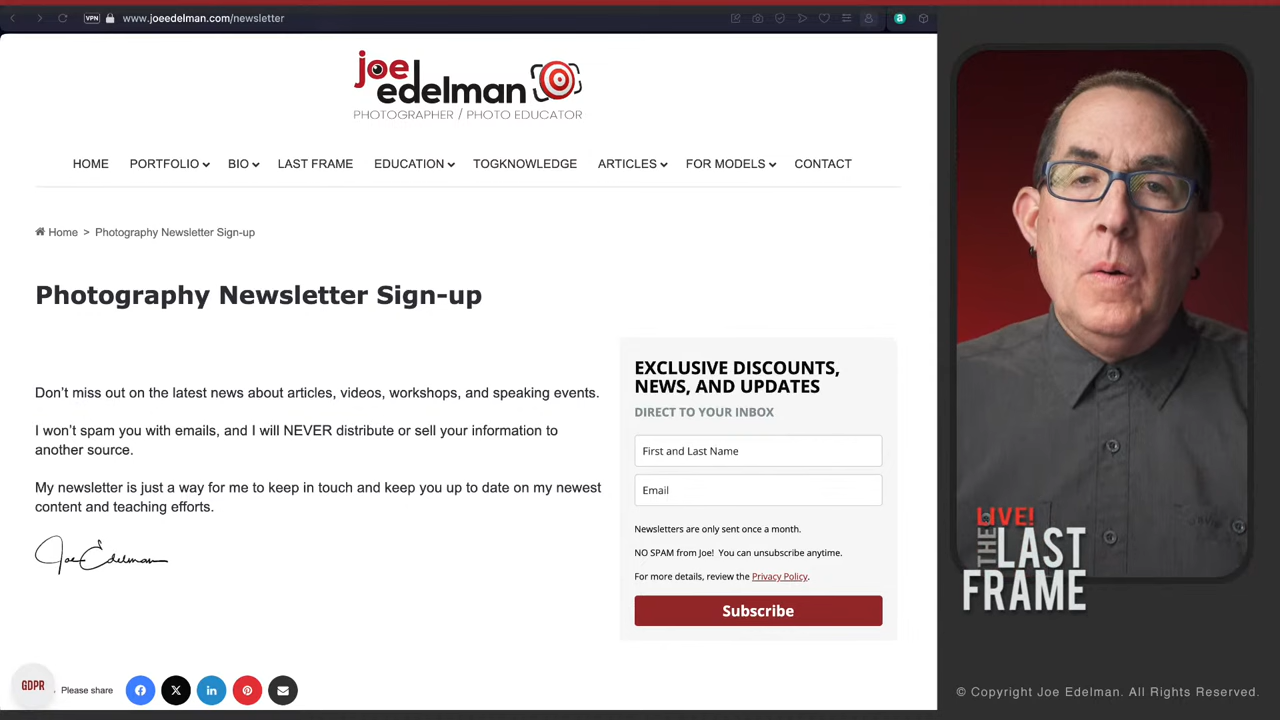 VPN www.joeedelman.com/newsletter
joe
edelman
PHOTOGRAPHER / PHOTO EDUCATOR
HOME PORTFOLIO BIO LAST FRAME EDUCATION TOGKNOWLEDGE ARTICLES FOR MODELS CONTACT
Home > Photography Newsletter Sign-up
Photography Newsletter Sign-up
Don’t miss out on the latest news about articles, videos, workshops, and speaking events.
I won’t spam you with emails, and I will NEVER distribute or sell your information to
another source.
My newsletter is just a way for me to keep in touch and keep you up to date on my newest
content and teaching efforts.
Joe Edelman
EXCLUSIVE DISCOUNTS,
NEWS, AND UPDATES
DIRECT TO YOUR INBOX
First and Last Name
Email
Newsletters are only sent once a month.
NO SPAM from Joe! You can unsubscribe anytime.
For more details, review the Privacy Policy.
Subscribe
GDPR
Please share
LIVE!
THE LAST
FRAME
© Copyright Joe Edelman. All Rights Reserved.